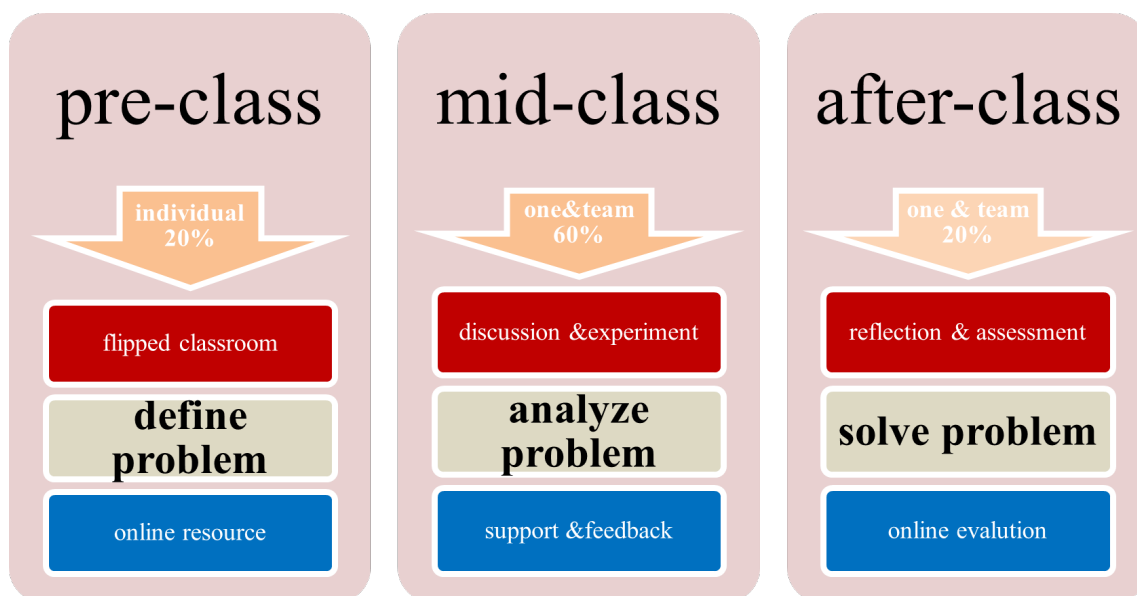 pre-class
individual
20%
flipped classroom
define
problem
online resource
mid-class
one&team
60%
discussion &experiment
analyze
problem
support &feedback
after-class
one & team
20%
reflection & assessment
solve problem
online evalution